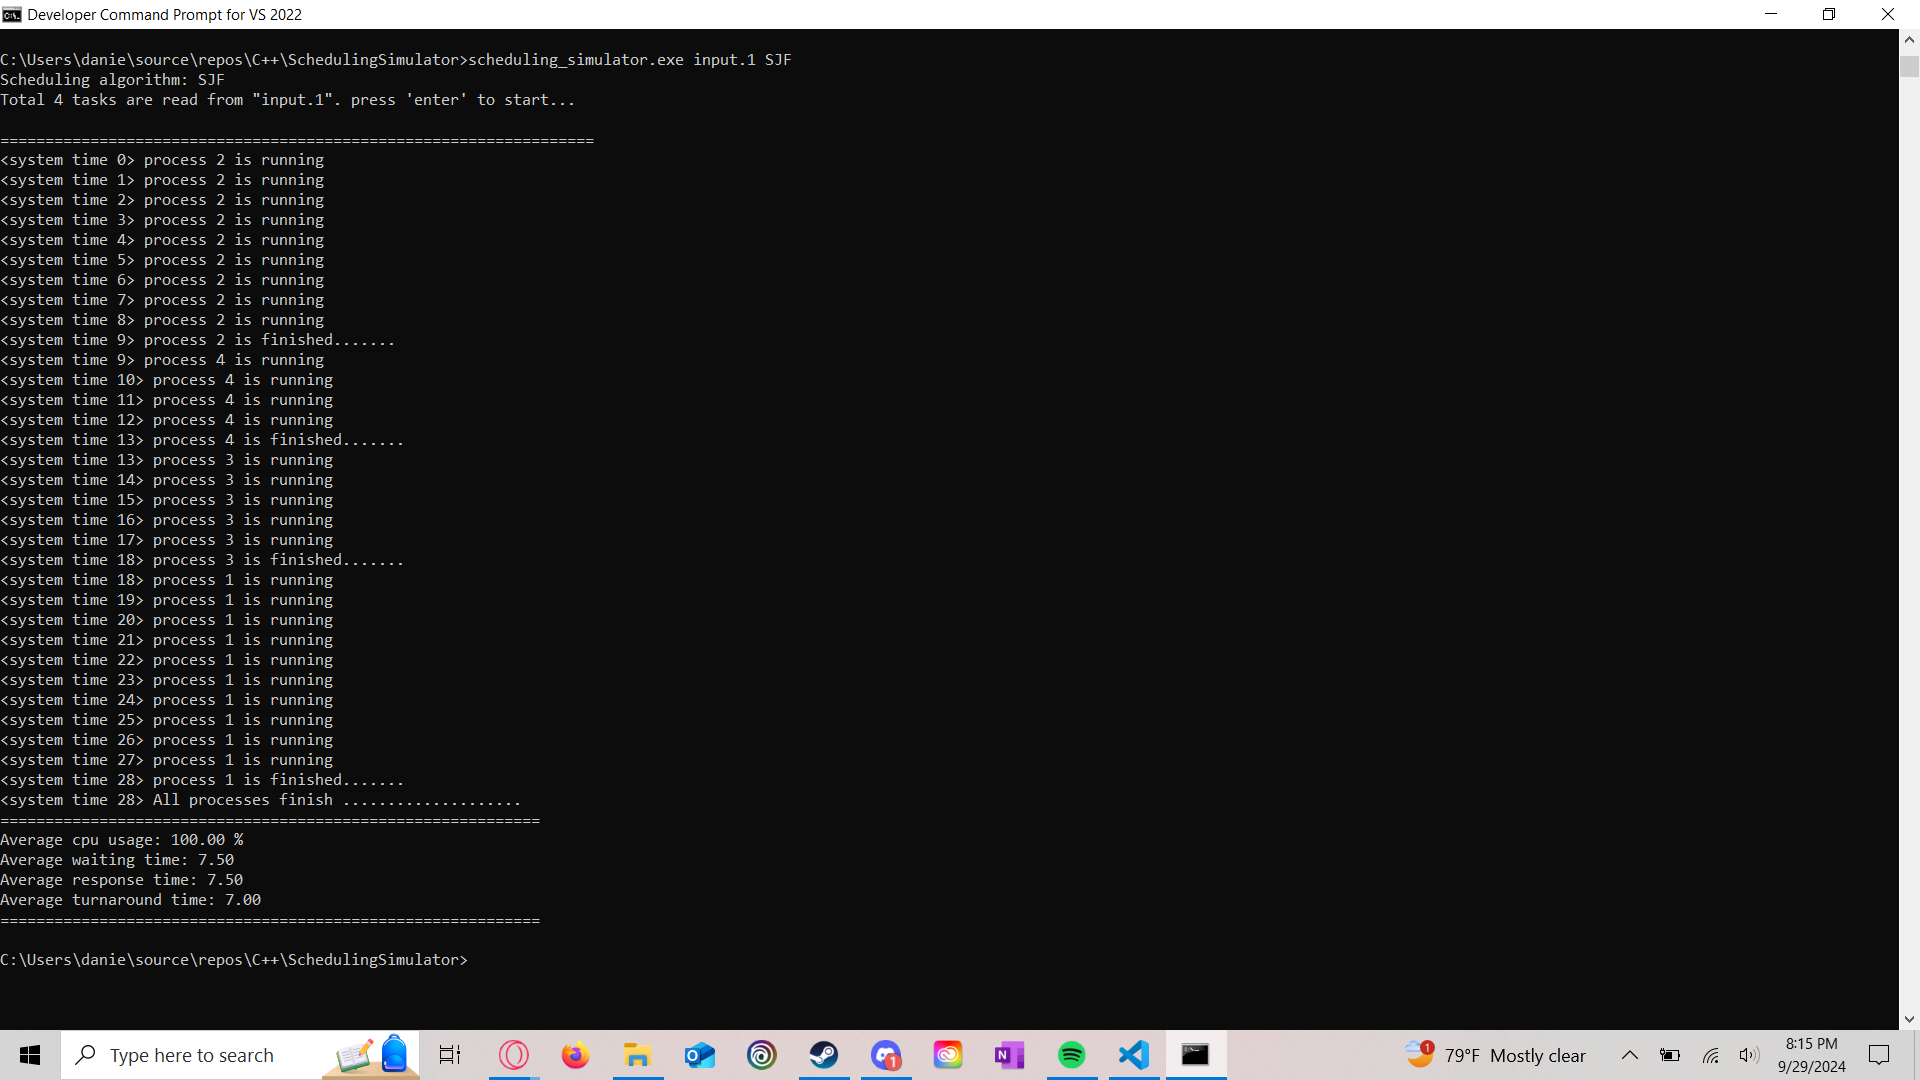 Developer Command Prompt for VS 2022
C:\Users\danie\source\repos\C++\SchedulingSimulator>scheduling_simulator.exe input.1 SJF
Scheduling algorithm: SJF
Total 4 tasks are read from "input.1". press 'enter' to start...
==================================================================
<system time 0> process 2 is running
<system time 1> process 2 is running
<system time 2> process 2 is running
<system time 3> process 2 is running
<system time 4> process 2 is running
<system time 5> process 2 is running
<system time 6> process 2 is running
<system time 7> process 2 is running
<system time 8> process 2 is running
<system time 9> process 2 is finished.......
<system time 9> process 4 is running
<system time 10> process 4 is running
<system time 11> process 4 is running
<system time 12> process 4 is running
<system time 13> process 4 is finished.......
<system time 13> process 3 is running
<system time 14> process 3 is running
<system time 15> process 3 is running
<system time 16> process 3 is running
<system time 17> process 3 is running
<system time 18> process 3 is finished.......
<system time 18> process 1 is running
<system time 19> process 1 is running
<system time 20> process 1 is running
<system time 21> process 1 is running
<system time 22> process 1 is running
<system time 23> process 1 is running
<system time 24> process 1 is running
<system time 25> process 1 is running
<system time 26> process 1 is running
<system time 27> process 1 is running
<system time 28> process 1 is finished.......
<system time 28> All processes finish ....................
============================================================
Average cpu usage: 100.00 %
Average waiting time: 7.50
Average response time: 7.50
Average turnaround time: 7.00
============================================================
C:\Users\danie\source\repos\C++\SchedulingSimulator>
Type here to search
1
1
79°F Mostly clear
8:15 PM
9/29/2024